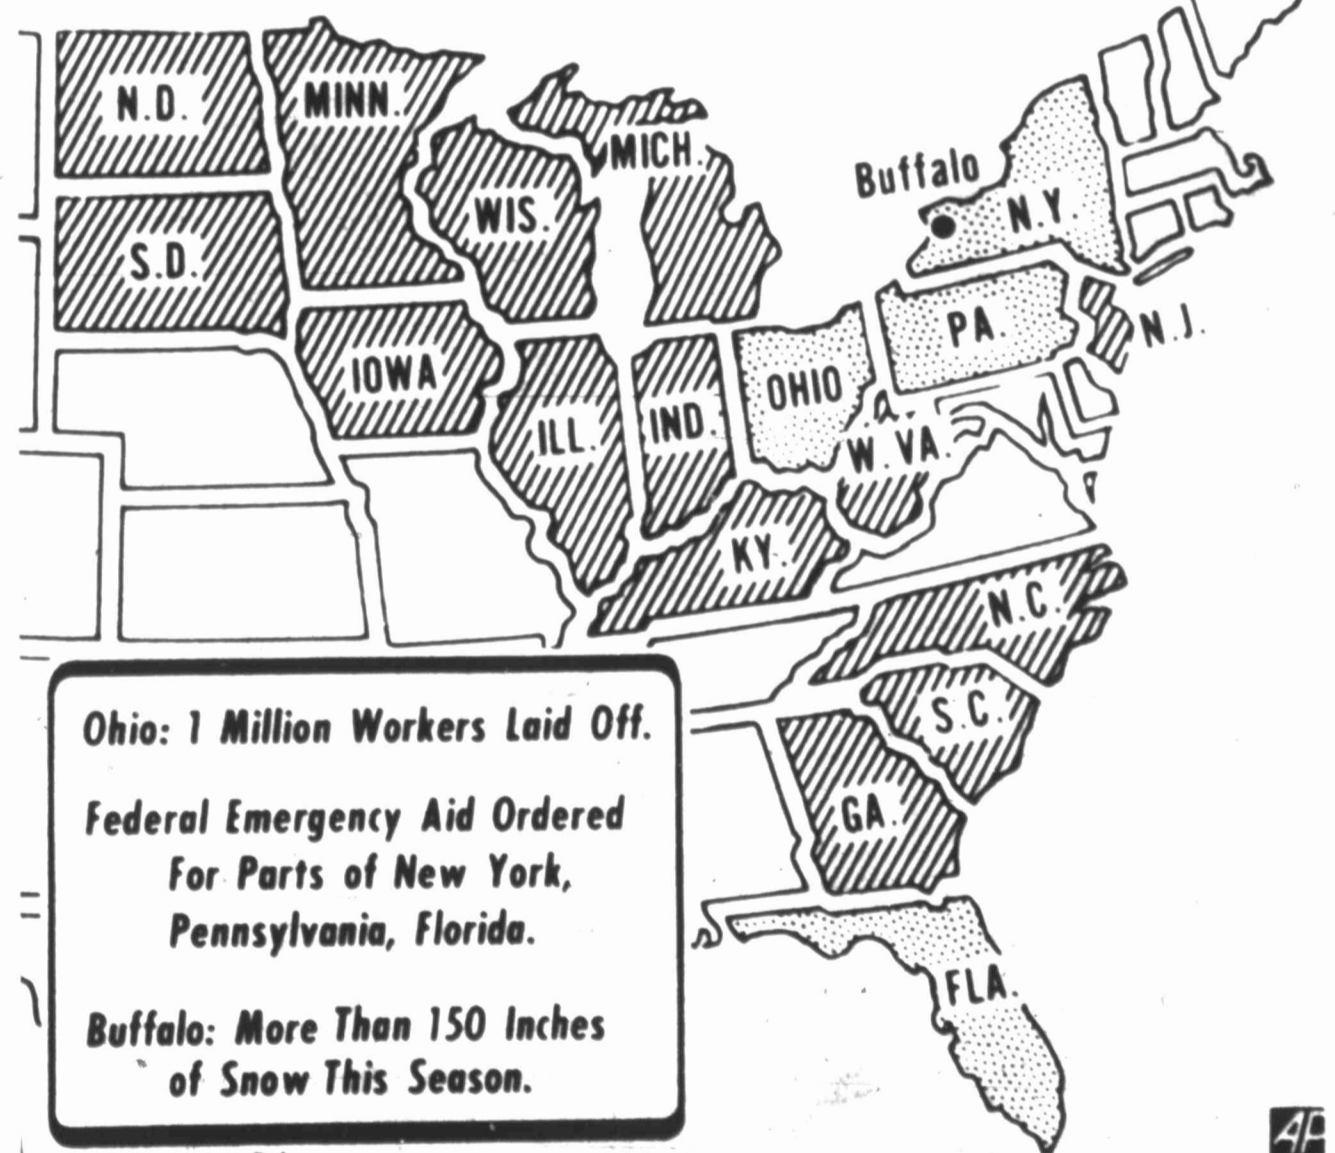 N.D.
MINN.
MICH.
Buffalo
WIS.
N.Y.
S.D.
PA.
N.J.
IOWA
OHIO
ILL.
IND.
W. VA.
KY.
N.C.
S.C.
GA.
FLA.
Ohio: 1 Million Workers Laid Off.
Federal Emergency Aid Ordered
For Parts of New York,
Pennsylvania, Florida.
Buffalo: More Than 150 Inches
of Snow This Season.
AP